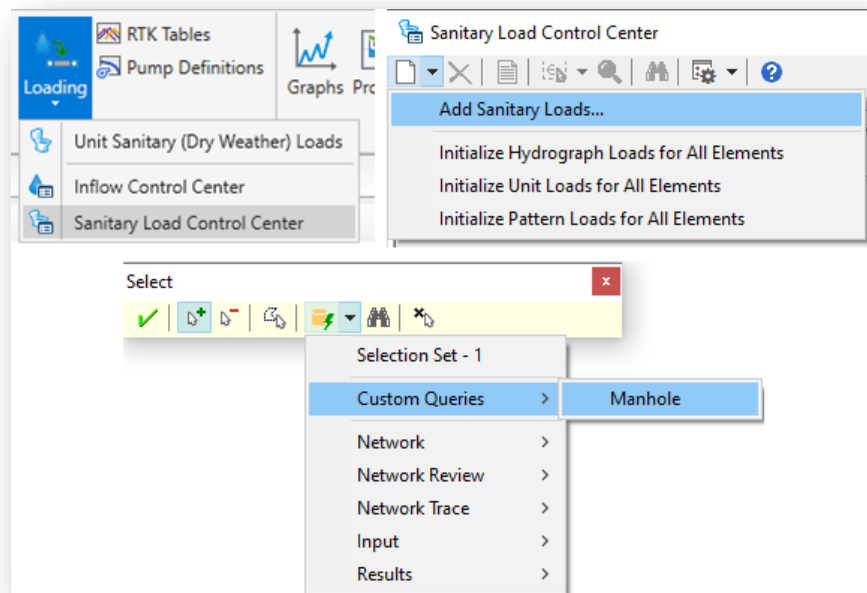 RTK Tables
Pump Definitions
Loading
Graphs
Unit Sanitary (Dry Weather) Loads
Inflow Control Center
Sanitary Load Control Center
Sanitary Load Control Center
Add Sanitary Loads...
Initialize Hydrograph Loads for All Elements
Initialize Unit Loads for All Elements
Initialize Pattern Loads for All Elements
Select
Selection Set - 1
Custom Queries
Manhole
Network
Network Review
Network Trace
Input
Results